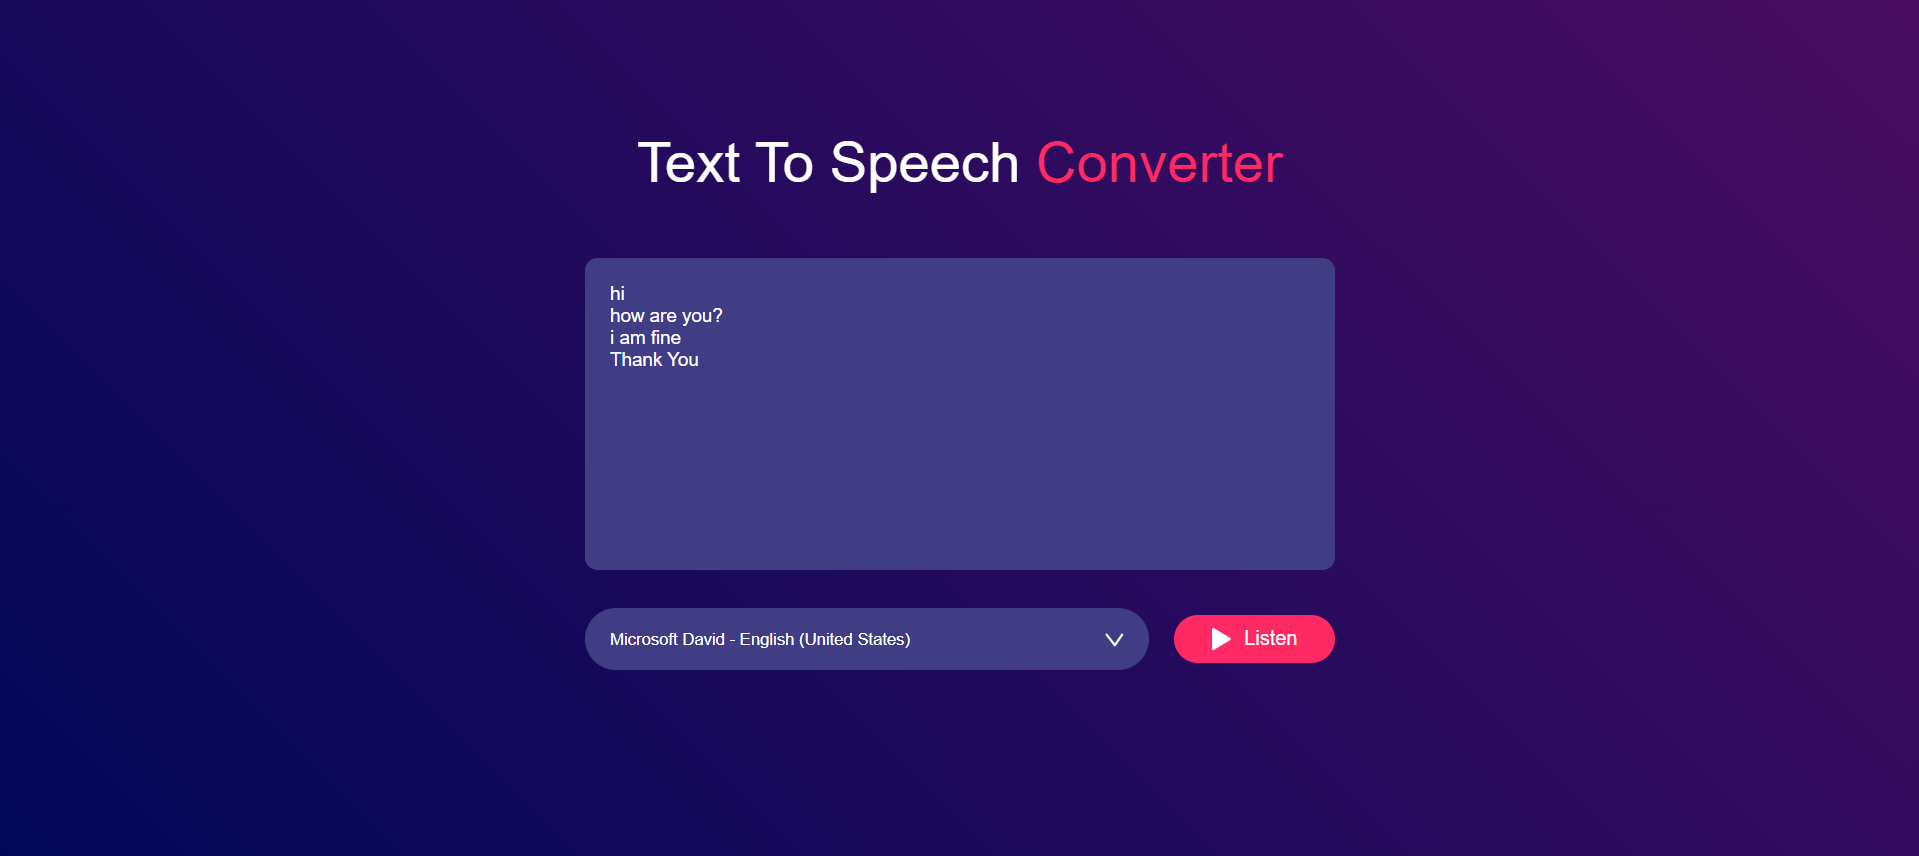 Text To Speech Converter
hi
how are you?
i am fine
Thank You
Microsoft David - English (United States)
Listen